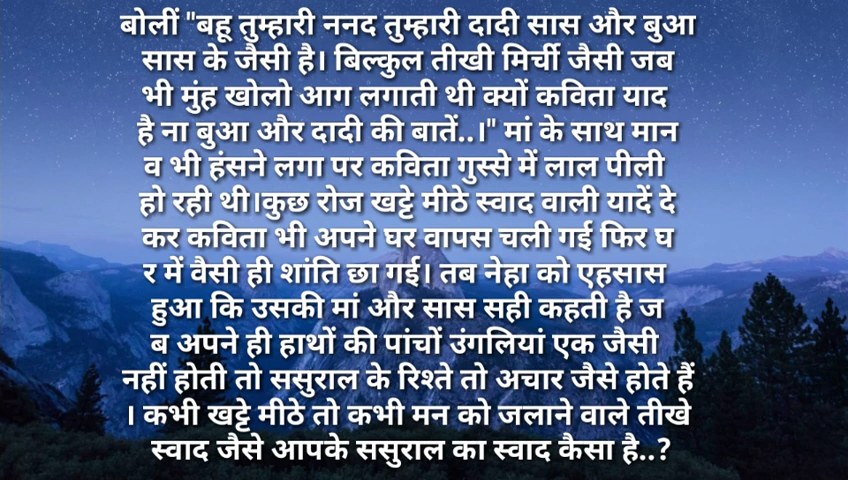 बोलीं "बहू तुम्हारी ननद तुम्हारी दादी सास और बुआ
सास के जैसी है। बिल्कुल तीखी मिर्ची जैसी जब
भी मुंह खोलो आग लगाती थी क्यों कविता याद
है ना बुआ और दादी की बातें..।" मां के साथ मान
व भी हंसने लगा पर कविता गुस्से में लाल पीली
हो रही थी।कुछ रोज खट्टे मीठे स्वाद वाली यादें दे
कर कविता भी अपने घर वापस चली गई फिर घ
र में वैसी ही शांति छा गई। तब नेहा को एहसास
हुआ कि उसकी मां और सास सही कहती है ज
ब अपने ही हाथों की पांचों उंगलियां एक जैसी
नहीं होती तो ससुराल के रिश्ते तो अचार जैसे होते हैं
। कभी खट्टे मीठे तो कभी मन को जलाने वाले तीखे
स्वाद जैसे आपके ससुराल का स्वाद कैसा है..?